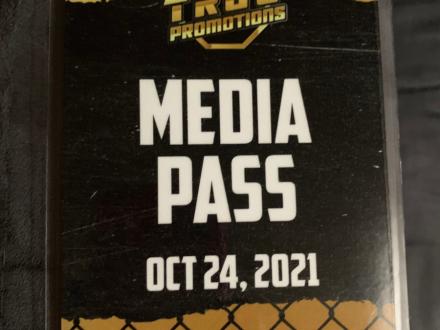 PROMOTIONS
MEDIA
PASS
OCT 24, 2021